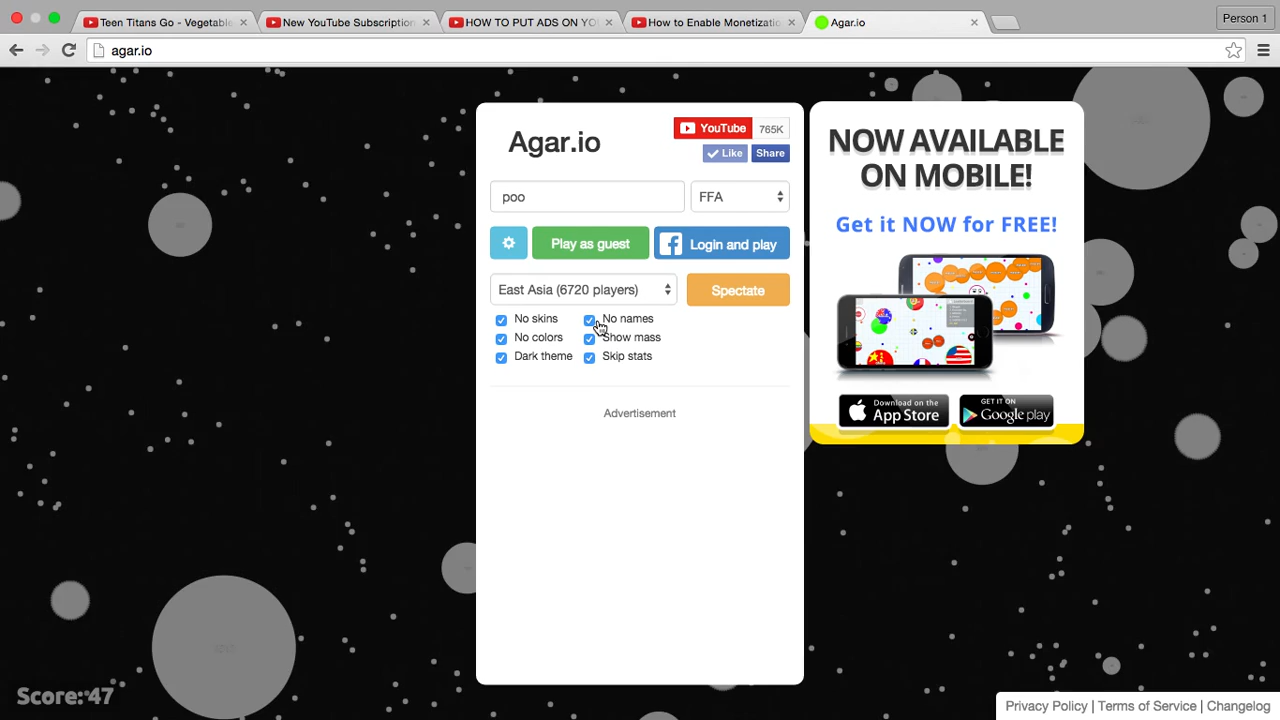 Teen Titans Go - Vegetable
New YouTube Subscription
HOW TO PUT ADS ON YO
How to Enable Monetizatio
Agar.io
Person 1
agar.io
Agar.io
YouTube 765K
Like Share
poo FFA
Play as guest Login and play
East Asia (6720 players) Spectate
No skins No names
No colors Show mass
Dark theme Skip stats
Advertisement
NOW AVAILABLE
ON MOBILE!
Get it NOW for FREE!
Download on the
App Store
GET IT ON
Google play
Score:47
Privacy Policy | Terms of Service | Changelog